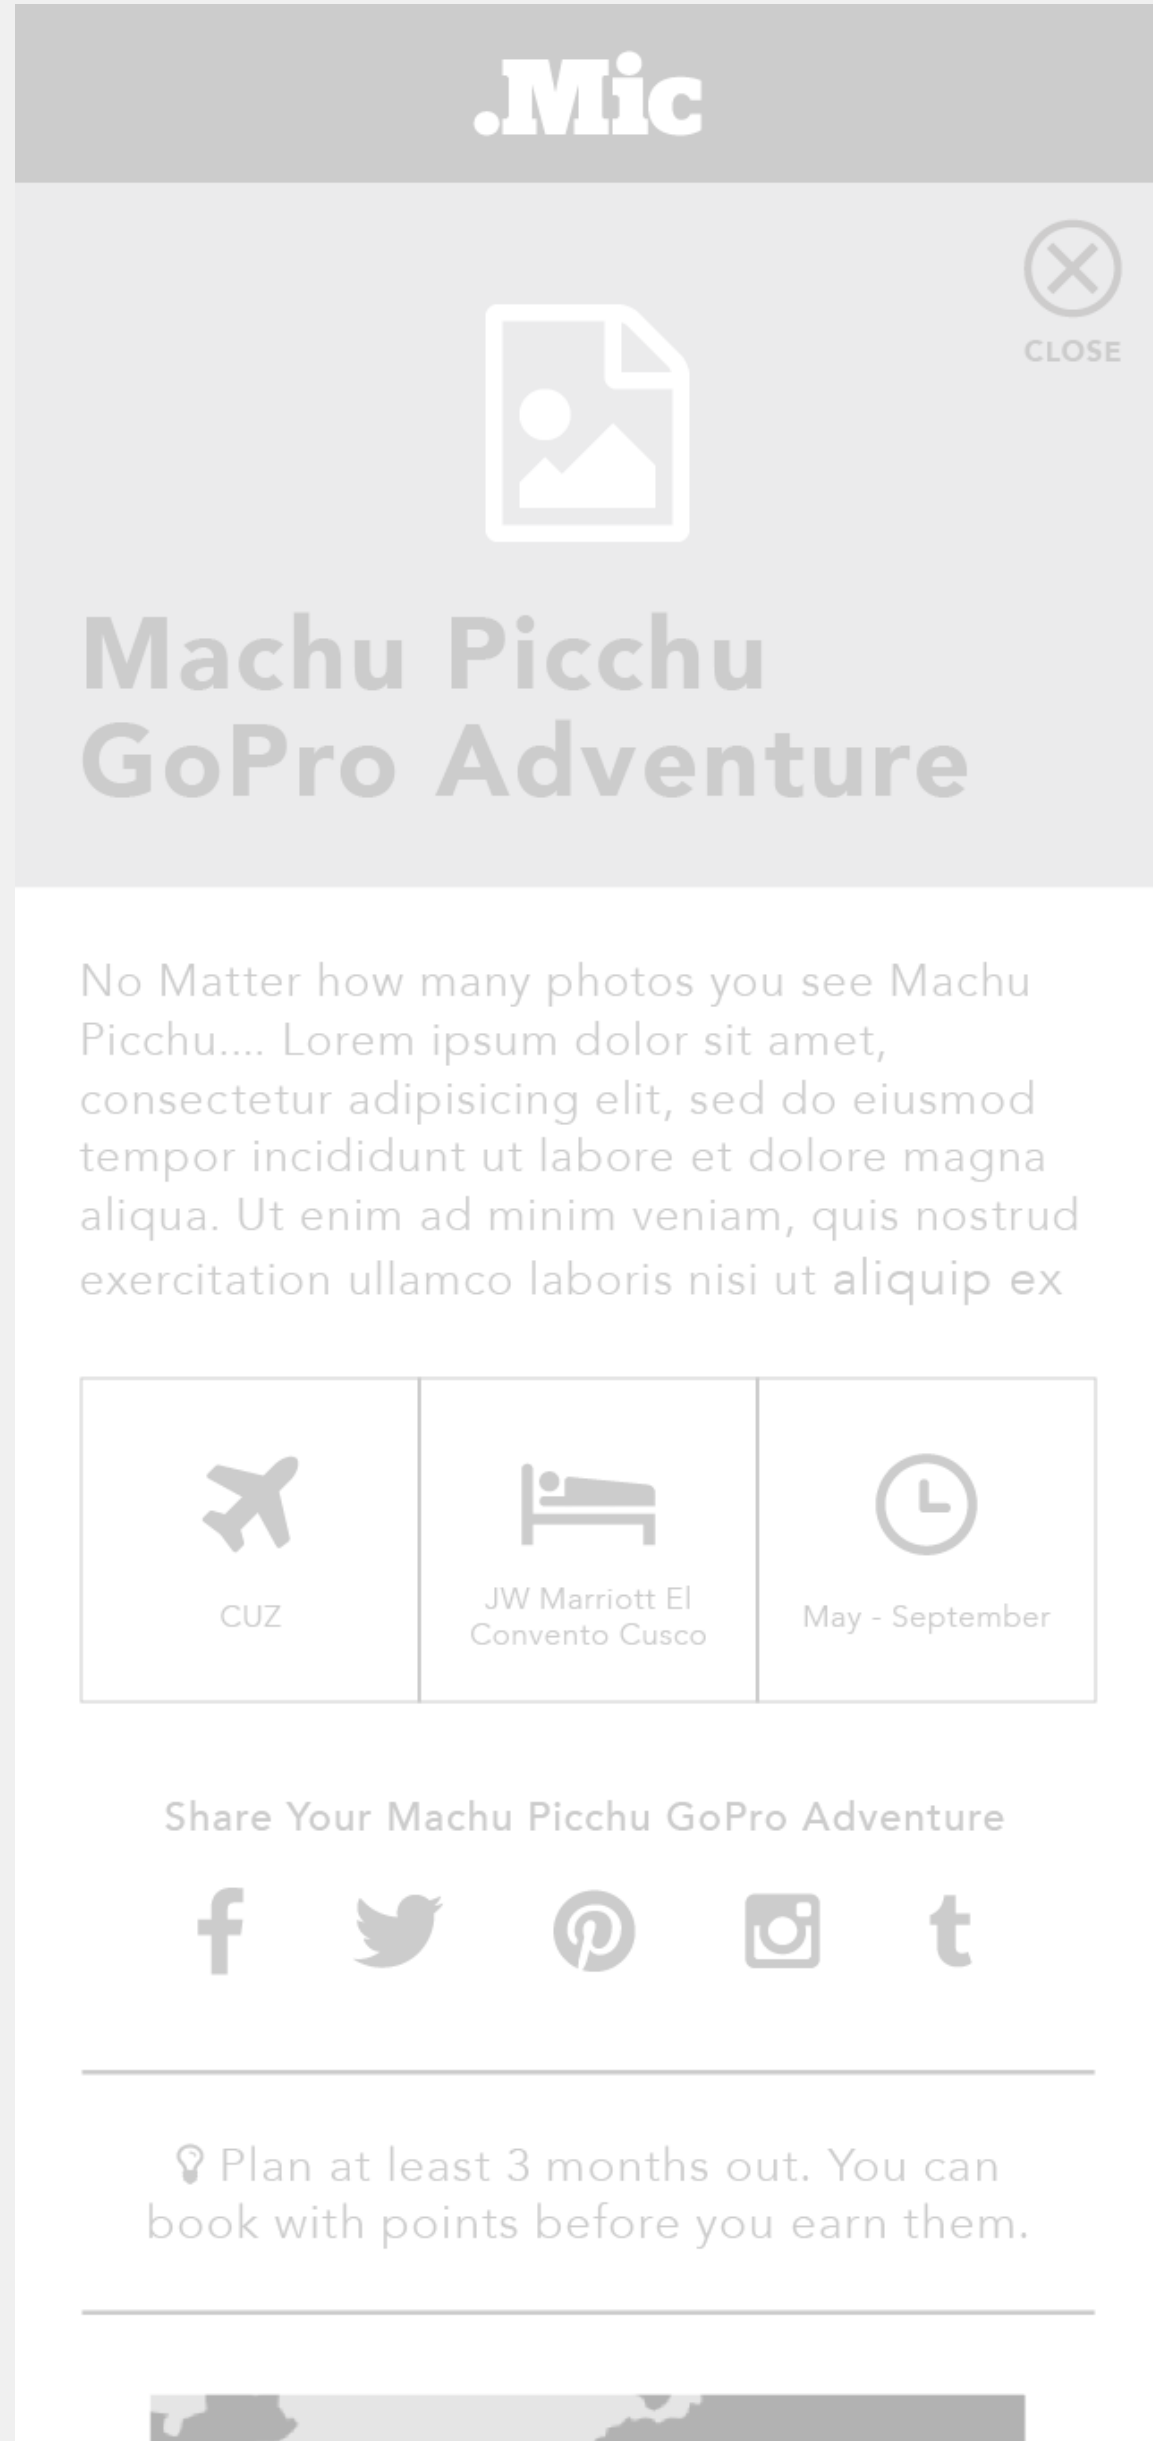 .Mic
CLOSE
Machu Picchu
GoPro Adventure
No Matter how many photos you see Machu
Picchu.... Lorem ipsum dolor sit amet,
consectetur adipisicing elit, sed do eiusmod
tempor incididunt ut labore et dolore magna
aliqua. Ut enim ad minim veniam, quis nostrud
exercitation ullamco laboris nisi ut aliquip ex
CUZ
JW Marriott El
Convento Cusco
May - September
Share Your Machu Picchu GoPro Adventure
Plan at least 3 months out. You can
book with points before you earn them.